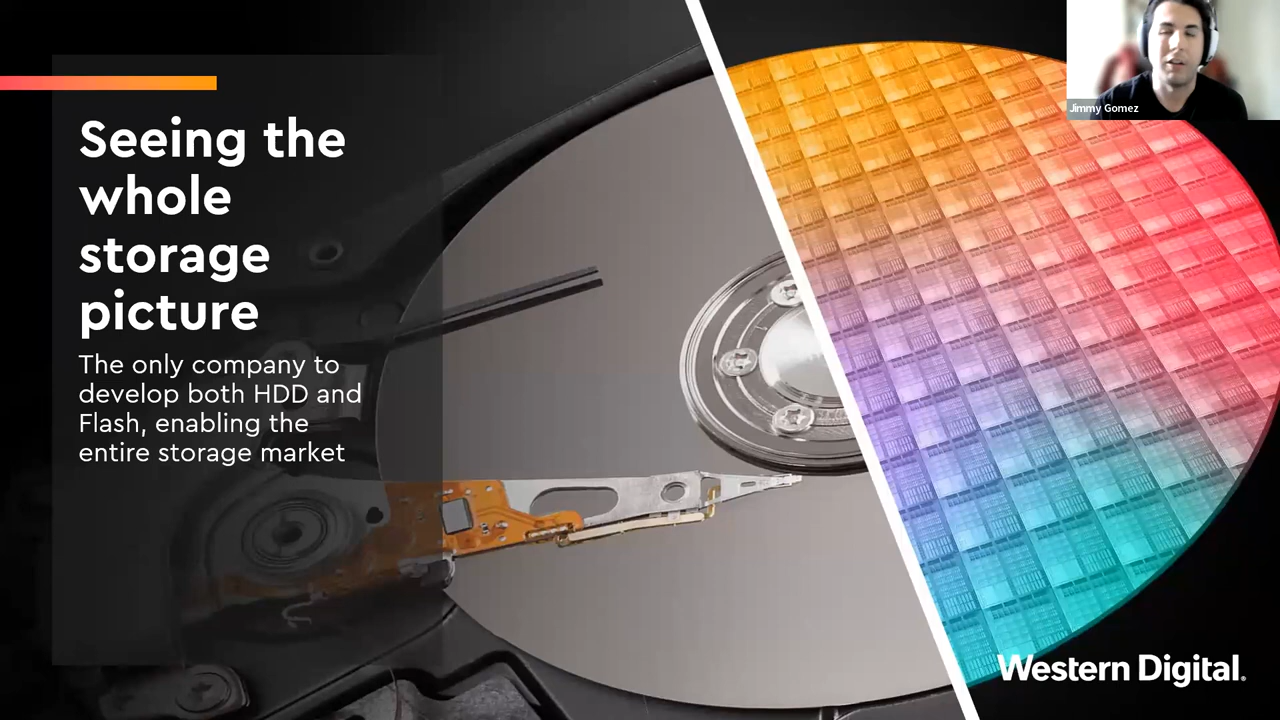 Seeing the
whole
storage
picture
The only company to
develop both HDD and
Flash, enabling the
entire storage market
Jimmy Gomez
Western Digital.